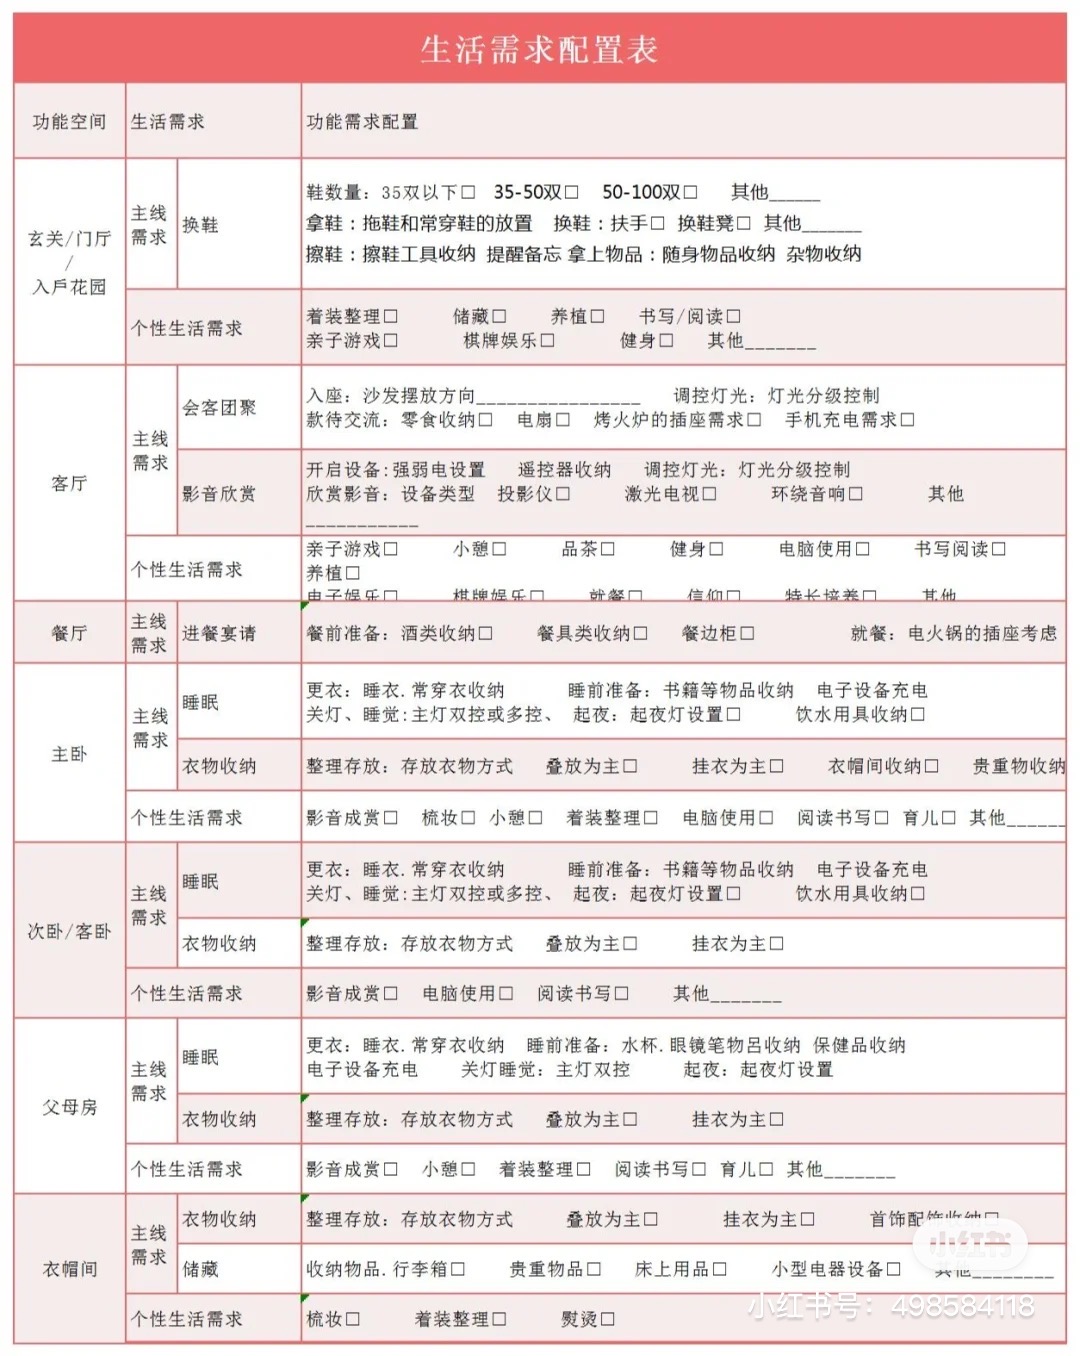 生活需求配置表
功能空间 生活需求 功能需求配置
玄关/门厅
/
入戶花园
主线
需求
换鞋
鞋数量：35双以下□ 35-50双□ 50-100双□ 其他______
拿鞋：拖鞋和常穿鞋的放置 换鞋：扶手□ 换鞋凳□ 其他______
擦鞋：擦鞋工具收纳 提醒备忘 拿上物品：随身物品收纳 杂物收纳
个性生活需求
着装整理□ 储藏□ 养植□ 书写/阅读□
亲子游戏□ 棋牌娱乐□ 健身□ 其他______
客厅
主线
需求
会客团聚
入座：沙发摆放方向________________ 调控灯光：灯光分级控制
款待交流：零食收纳□ 电扇□ 烤火炉的插座需求□ 手机充电需求□
影音欣赏
开启设备:强弱电设置 遥控器收纳 调控灯光：灯光分级控制
欣赏影音：设备类型 投影仪□ 激光电视□ 环绕音响□ 其他
____________
个性生活需求
亲子游戏□ 小憩□ 品茶□ 健身□ 电脑使用□ 书写阅读□
养植□
电子娱乐□ 棋牌娱乐□ 就餐□ 信仰□ 特长培养□ 其他
餐厅
主线
需求
进餐宴请
餐前准备：酒类收纳□ 餐具类收纳□ 餐边柜□ 就餐：电火锅的插座考虑
主卧
主线
需求
睡眠
更衣：睡衣.常穿衣收纳 睡前准备：书籍等物品收纳 电子设备充电
关灯、睡觉:主灯双控或多控、 起夜：起夜灯设置□ 饮水用具收纳□
衣物收纳
整理存放：存放衣物方式 叠放为主□ 挂衣为主□ 衣帽间收纳□ 贵重物收纳
个性生活需求
影音成赏□ 梳妆□ 小憩□ 着装整理□ 电脑使用□ 阅读书写□ 育儿□ 其他______
次卧/客卧
主线
需求
睡眠
更衣：睡衣.常穿衣收纳 睡前准备：书籍等物品收纳 电子设备充电
关灯、睡觉:主灯双控或多控、 起夜：起夜灯设置□ 饮水用具收纳□
衣物收纳
整理存放：存放衣物方式 叠放为主□ 挂衣为主□
个性生活需求
影音成赏□ 电脑使用□ 阅读书写□ 其他______
父母房
主线
需求
睡眠
更衣：睡衣.常穿衣收纳 睡前准备：水杯.眼镜笔物吕收纳 保健品收纳
电子设备充电 关灯睡觉：主灯双控 起夜：起夜灯设置
衣物收纳
整理存放：存放衣物方式 叠放为主□ 挂衣为主□
个性生活需求
影音成赏□ 小憩□ 着装整理□ 阅读书写□ 育儿□ 其他______
衣帽间
主线
需求
衣物收纳
整理存放：存放衣物方式 叠放为主□ 挂衣为主□ 首饰配饰收纳□
储藏
收纳物品.行李箱□ 贵重物品□ 床上用品□ 小型电器设备□ 其他_______
个性生活需求
梳妆□ 着装整理□ 熨烫□
小红书
小红书号：498584118